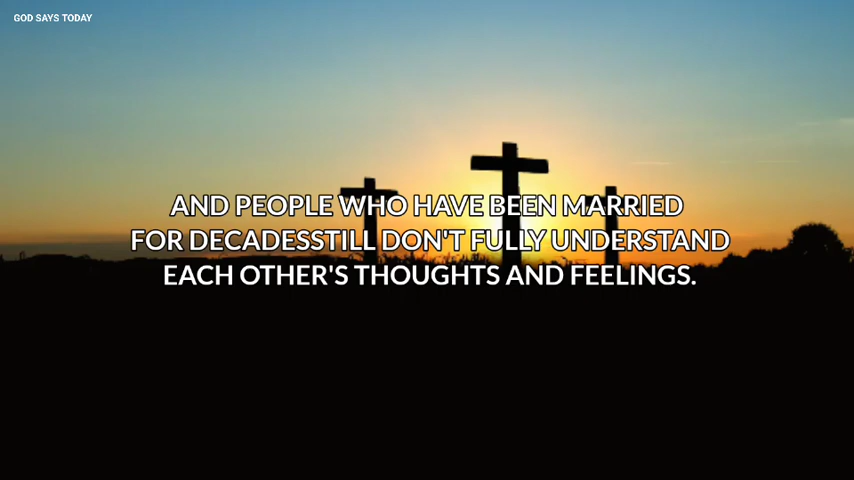 GOD SAYS TODAY
AND PEOPLE WHO HAVE BEEN MARRIED
FOR DECADESSTILL DON'T FULLY UNDERSTAND
EACH OTHER'S THOUGHTS AND FEELINGS.